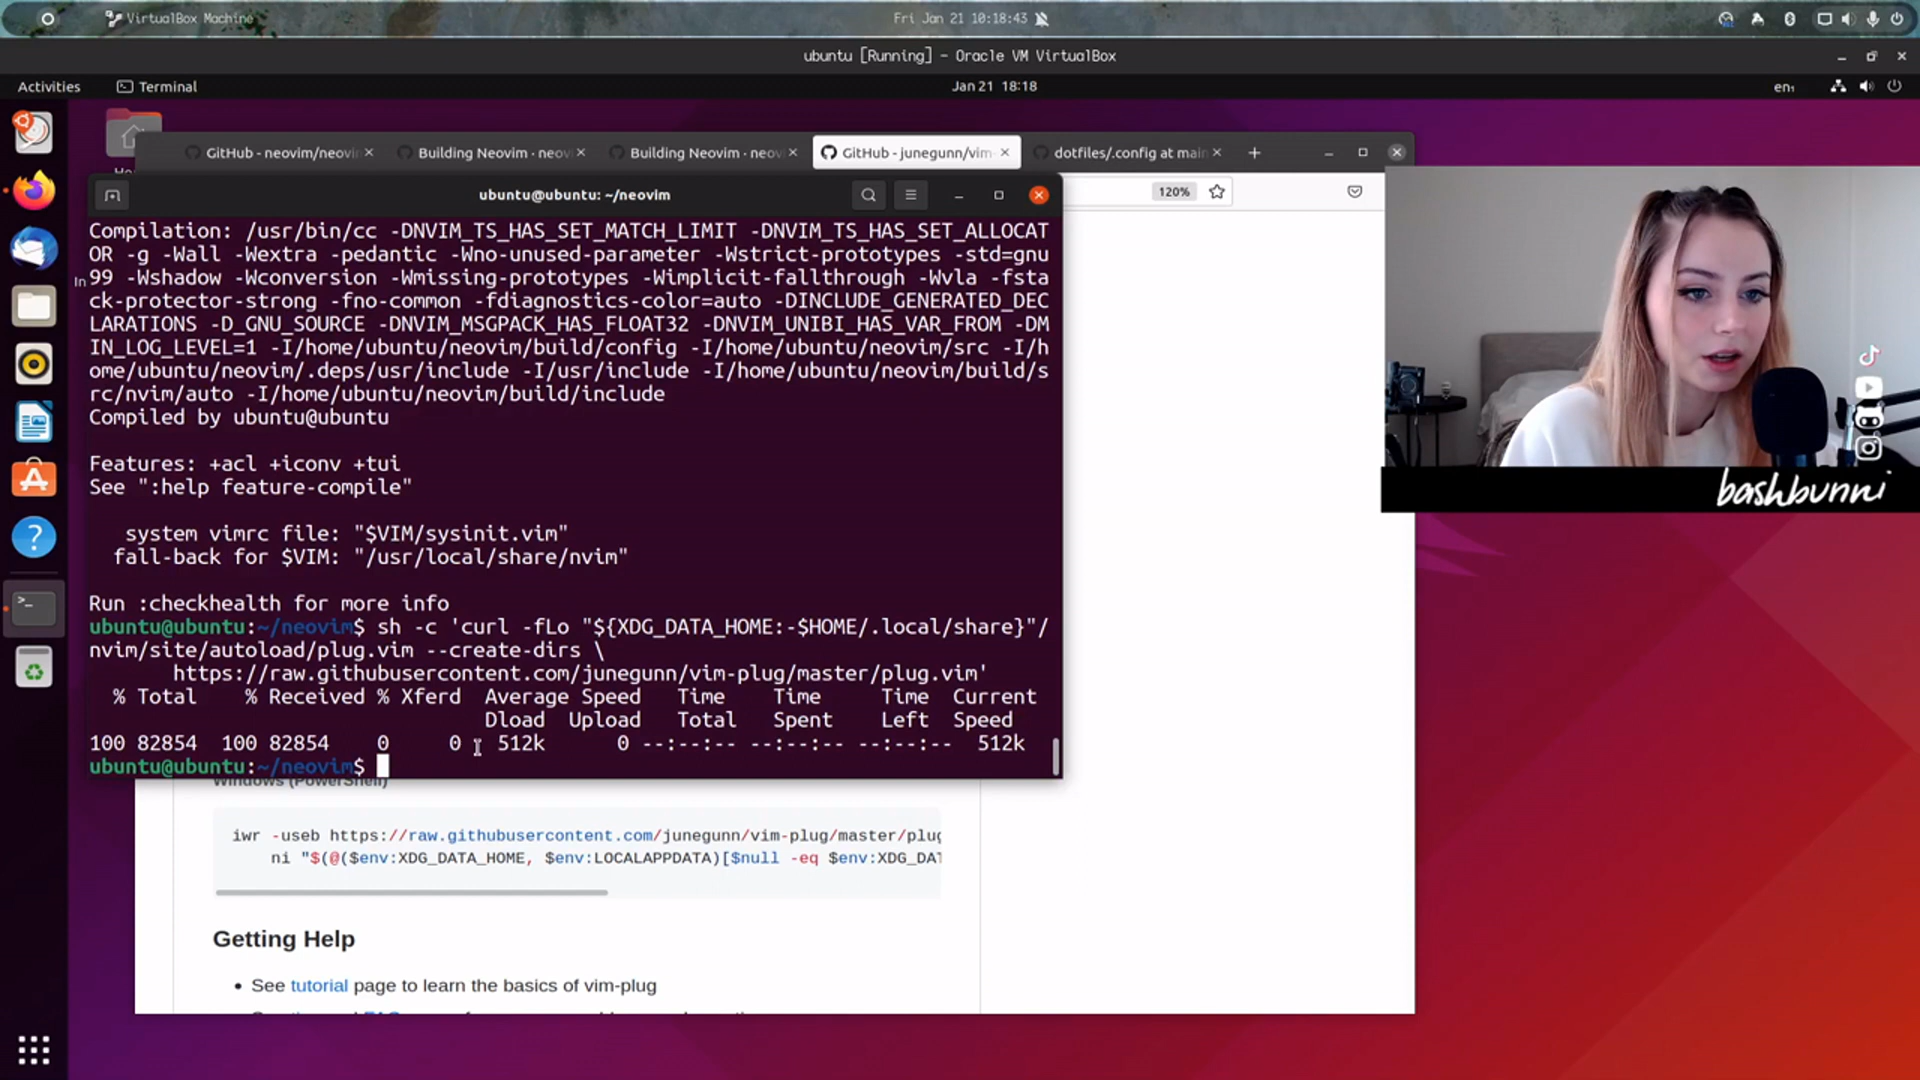 VirtualBox Machine
Fri Jan 21 10:18:43
ubuntu [Running] - Oracle VM VirtualBox
Activities
Terminal
Jan 21 18:18
en₁
GitHub - neovim/neovi
Building Neovim · neo
Building Neovim · neo
GitHub - junegunn/vim-
dotfiles/.config at main
ubuntu@ubuntu: ~/neovim
120%
Compilation: /usr/bin/cc -DNVIM_TS_HAS_SET_MATCH_LIMIT -DNVIM_TS_HAS_SET_ALLOCAT
OR -g -Wall -Wextra -pedantic -Wno-unused-parameter -Wstrict-prototypes -std=gnu
99 -Wshadow -Wconversion -Wmissing-prototypes -Wimplicit-fallthrough -Wvla -fsta
ck-protector-strong -fno-common -fdiagnostics-color=auto -DINCLUDE_GENERATED_DEC
LARATIONS -D_GNU_SOURCE -DNVIM_MSGPACK_HAS_FLOAT32 -DNVIM_UNIBI_HAS_VAR_FROM -DM
IN_LOG_LEVEL=1 -I/home/ubuntu/neovim/build/config -I/home/ubuntu/neovim/src -I/h
ome/ubuntu/neovim/.deps/usr/include -I/usr/include -I/home/ubuntu/neovim/build/s
rc/nvim/auto -I/home/ubuntu/neovim/build/include
Compiled by ubuntu@ubuntu
Features: +acl +iconv +tui
See ":help feature-compile"
system vimrc file: "$VIM/sysinit.vim"
fall-back for $VIM: "/usr/local/share/nvim"
Run :checkhealth for more info
ubuntu@ubuntu:~/neovim$ sh -c 'curl -fLo "${XDG_DATA_HOME:-$HOME/.local/share}"/
nvim/site/autoload/plug.vim --create-dirs \
https://raw.githubusercontent.com/junegunn/vim-plug/master/plug.vim'
% Total % Received % Xferd Average Speed Time Time Time Current
Dload Upload Total Spent Left Speed
100 82854 100 82854 0 0 512k 0 --:--:-- --:--:-- --:--:-- 512k
ubuntu@ubuntu:~/neovim$
bashbunni
Windows (PowerShell)
iwr -useb https://raw.githubusercontent.com/junegunn/vim-plug/master/plug
ni "$(@($env:XDG_DATA_HOME, $env:LOCALAPPDATA)[$null -eq $env:XDG_DAT
Getting Help
• See tutorial page to learn the basics of vim-plug